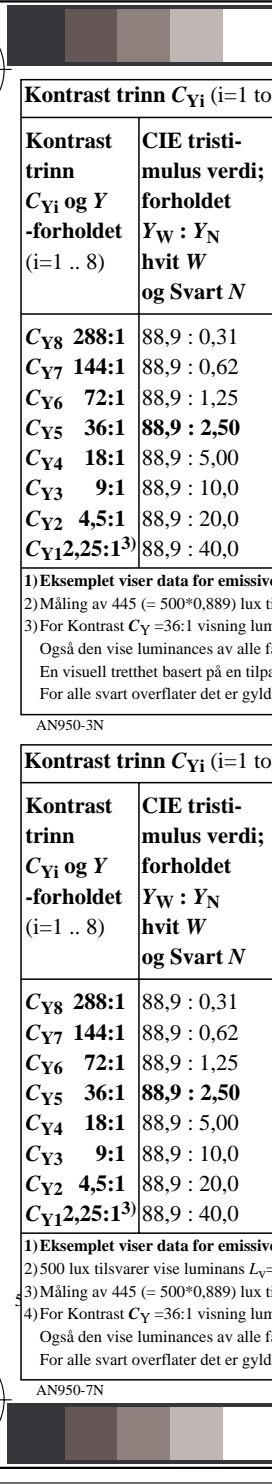 Kontrast trinn CYi (i=1 to
Kontrast
trinn
CYi og Y
-forholdet
(i=1 .. 8)
CIE tristi-
mulus verdi;
forholdet
YW : YN
hvit W
og Svart N
CY8 288:1 88,9 : 0,31
CY7 144:1 88,9 : 0,62
CY6 72:1 88,9 : 1,25
CY5 36:1 88,9 : 2,50
CY4 18:1 88,9 : 5,00
CY3 9:1 88,9 : 10,0
CY2 4,5:1 88,9 : 20,0
CY1 2,25:1 3) 88,9 : 40,0
1) Eksemplet viser data for emissive
2) Måling av 445 (= 500*0,889) lux ti
3) For Kontrast CY =36:1 visning lum
Også den vise luminances av alle fa
En visuell tretthet basert på en tilpa
For alle svart overflater det er gyld
AN950-3N
Kontrast trinn CYi (i=1 to
Kontrast
trinn
CYi og Y
-forholdet
(i=1 .. 8)
CIE tristi-
mulus verdi;
forholdet
YW : YN
hvit W
og Svart N
CY8 288:1 88,9 : 0,31
CY7 144:1 88,9 : 0,62
CY6 72:1 88,9 : 1,25
CY5 36:1 88,9 : 2,50
CY4 18:1 88,9 : 5,00
CY3 9:1 88,9 : 10,0
CY2 4,5:1 88,9 : 20,0
CY1 2,25:1 3) 88,9 : 40,0
1) Eksemplet viser data for emissive
2) 500 lux tilsvarer vise luminans Lv=
3) Måling av 445 (= 500*0,889) lux ti
4) For Kontrast CY =36:1 visning lum
Også den vise luminances av alle fa
For alle svart overflater det er gyld
AN950-7N